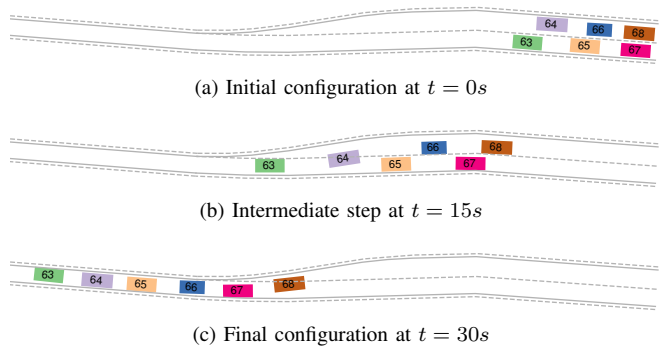 64 66 68
63 65 67
(a) Initial configuration at t = 0s
63 64 65 66 67 68
(b) Intermediate step at t = 15s
63 64 65 66 67 68
(c) Final configuration at t = 30s